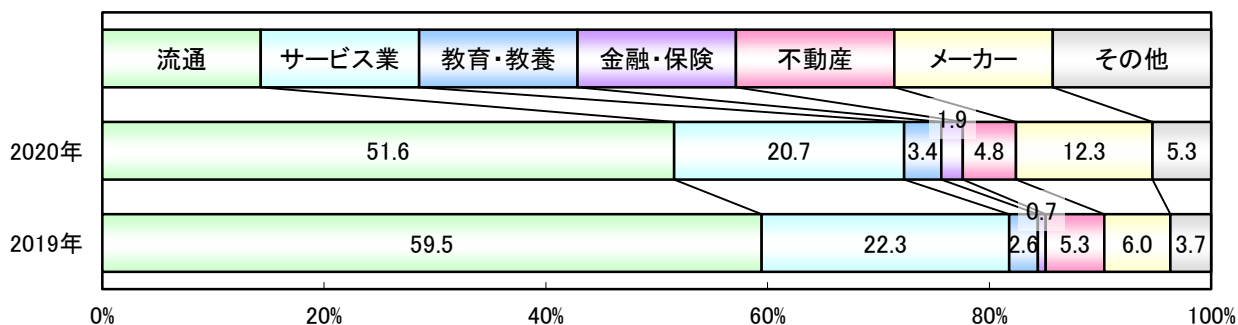 流通 サービス業 教育・教養 金融・保険 不動産 メーカー その他
2020年 51.6 20.7 3.4 1.9 4.8 12.3 5.3
2019年 59.5 22.3 2.6 0.7 5.3 6.0 3.7
0% 20% 40% 60% 80% 100%